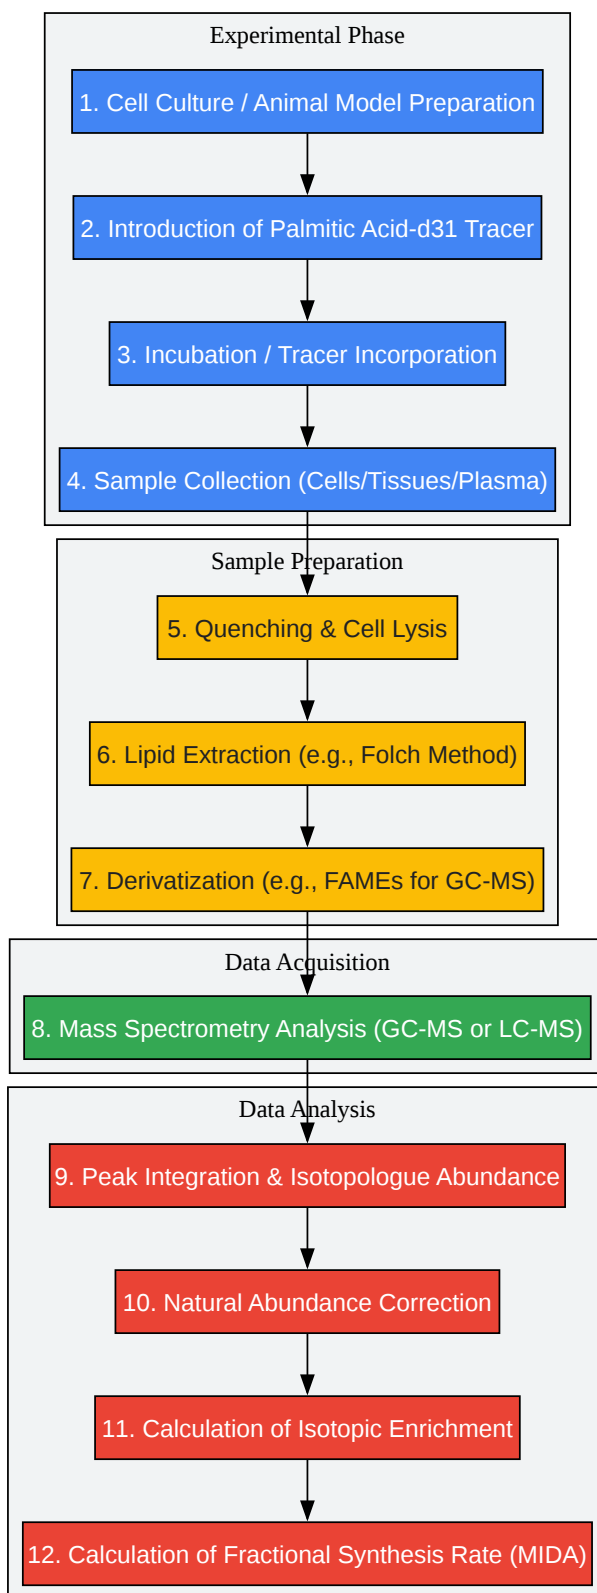 Experimental Phase
1. Cell Culture / Animal Model Preparation
2. Introduction of Palmitic Acid-d31 Tracer
3. Incubation / Tracer Incorporation
4. Sample Collection (Cells/Tissues/Plasma)
Sample Preparation
5. Quenching & Cell Lysis
6. Lipid Extraction (e.g., Folch Method)
7. Derivatization (e.g., FAMEs for GC-MS)
Data Acquisition
8. Mass Spectrometry Analysis (GC-MS or LC-MS)
Data Analysis
9. Peak Integration & Isotopologue Abundance
10. Natural Abundance Correction
11. Calculation of Isotopic Enrichment
12. Calculation of Fractional Synthesis Rate (MIDA)